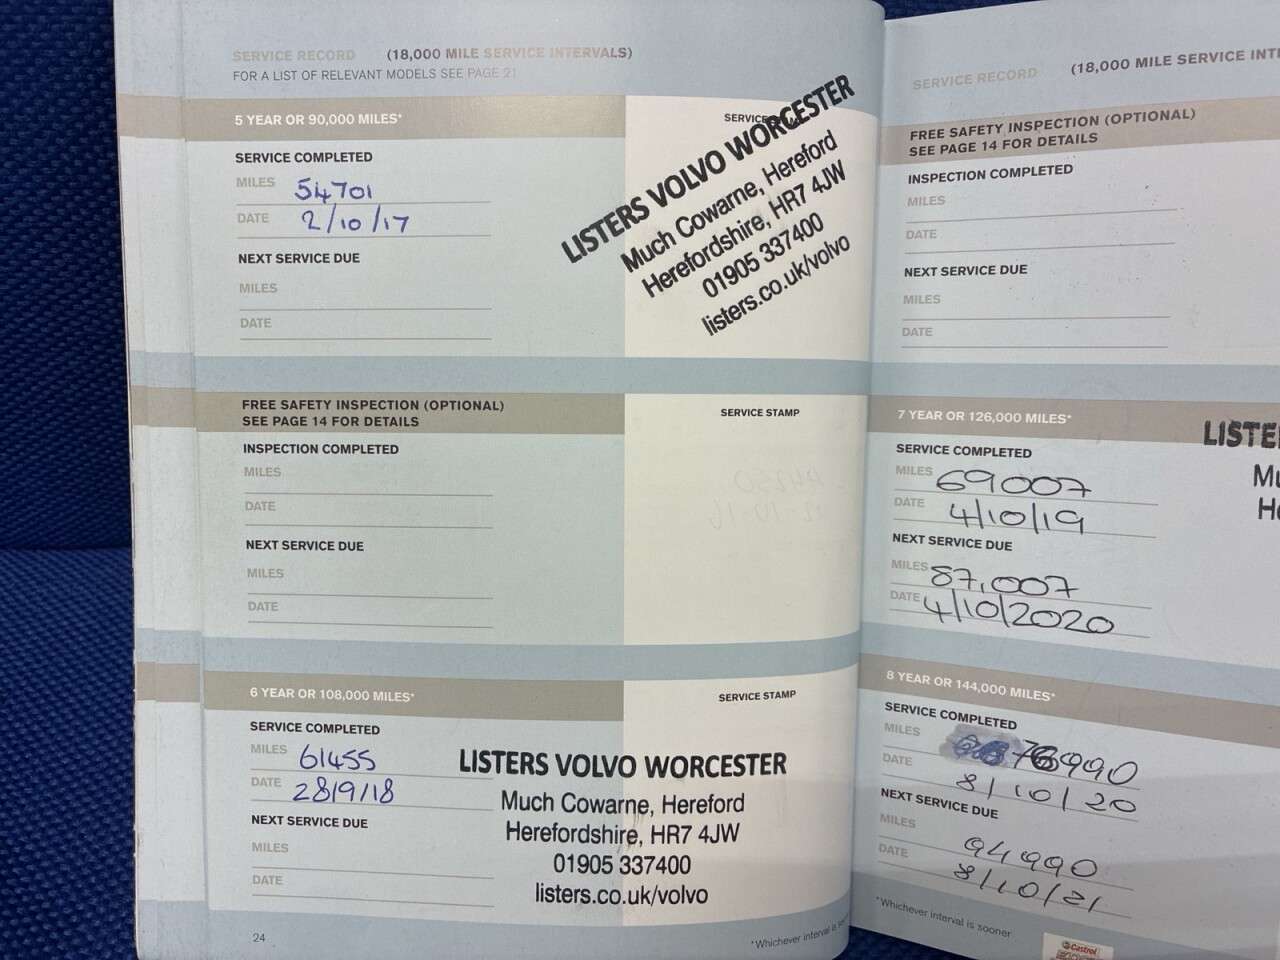 SERVICE RECORD (18,000 MILE SERVICE INTERVALS)
FOR A LIST OF RELEVANT MODELS SEE PAGE 21
5 YEAR OR 90,000 MILES*
SERVICE COMPLETED
MILES 54701
DATE 2/10/17
NEXT SERVICE DUE
MILES
DATE
SERVICE
LISTERS VOLVO WORCESTER
Much Cowarne, Hereford
Herefordshire, HR7 4JW
01905 337400
listers.co.uk/volvo
FREE SAFETY INSPECTION (OPTIONAL)
SEE PAGE 14 FOR DETAILS
SERVICE STAMP
INSPECTION COMPLETED
MILES
DATE
NEXT SERVICE DUE
MILES
DATE
6 YEAR OR 108,000 MILES*
SERVICE STAMP
SERVICE COMPLETED
MILES 61455
DATE 28/9/18
NEXT SERVICE DUE
MILES
DATE
LISTERS VOLVO WORCESTER
Much Cowarne, Hereford
Herefordshire, HR7 4JW
01905 337400
listers.co.uk/volvo
24
*Whichever interval is
SERVICE RECORD (18,000 MILE SERVICE INTE
FREE SAFETY INSPECTION (OPTIONAL)
SEE PAGE 14 FOR DETAILS
INSPECTION COMPLETED
MILES
DATE
NEXT SERVICE DUE
MILES
DATE
7 YEAR OR 126,000 MILES*
LISTE
Mu
He
SERVICE COMPLETED
MILES 69007
DATE 4/10/19
NEXT SERVICE DUE
MILES 87,007
DATE 4/10/2020
8 YEAR OR 144,000 MILES*
SERVICE COMPLETED
MILES 76990
DATE 8/10/20
NEXT SERVICE DUE
MILES 94990
DATE 8/10/21
*Whichever interval is sooner
Castrol